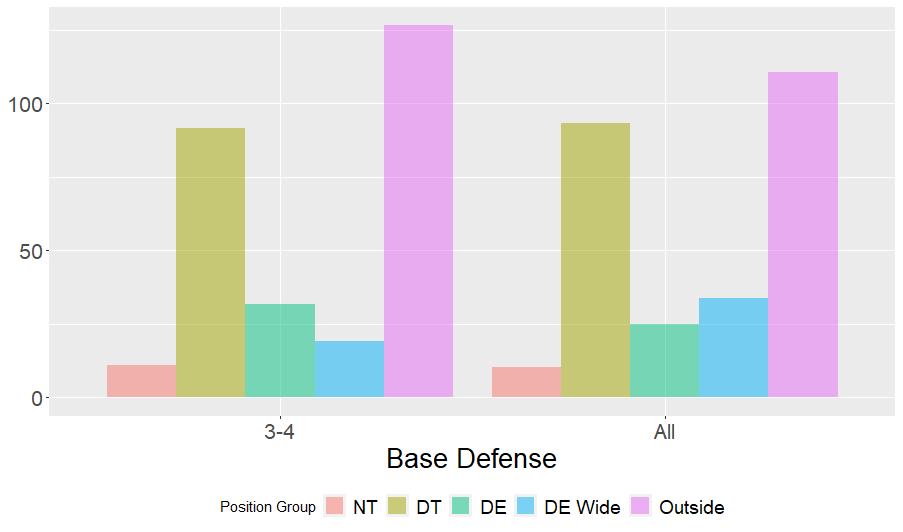 100
50
0
3-4 All
Base Defense
Position Group NT DT DE DE Wide Outside